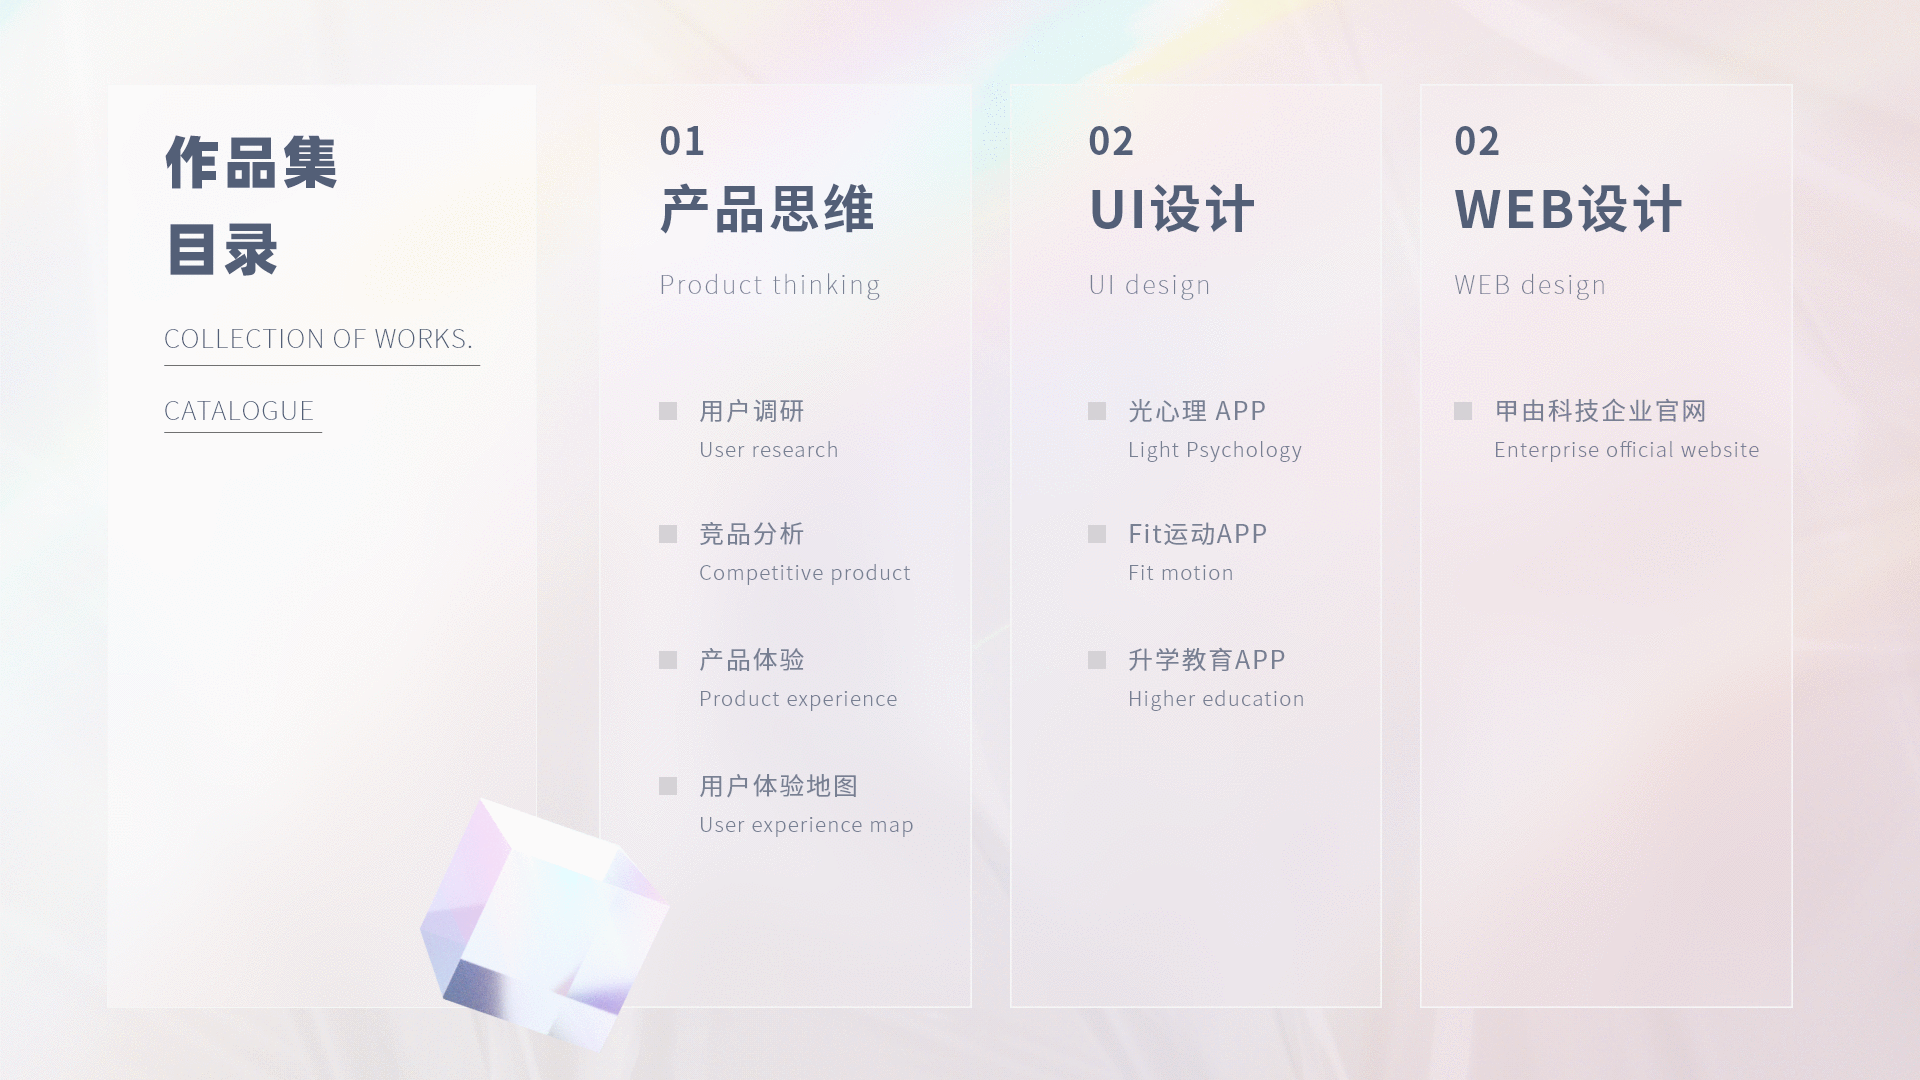 作品集
目录
COLLECTION OF WORKS.
CATALOGUE
01
产品思维
Product thinking
用户调研
User research
竞品分析
Competitive product
产品体验
Product experience
用户体验地图
User experience map
02
UI设计
UI design
光心理 APP
Light Psychology
Fit运动APP
Fit motion
升学教育APP
Higher education
02
WEB设计
WEB design
甲由科技企业官网
Enterprise official website